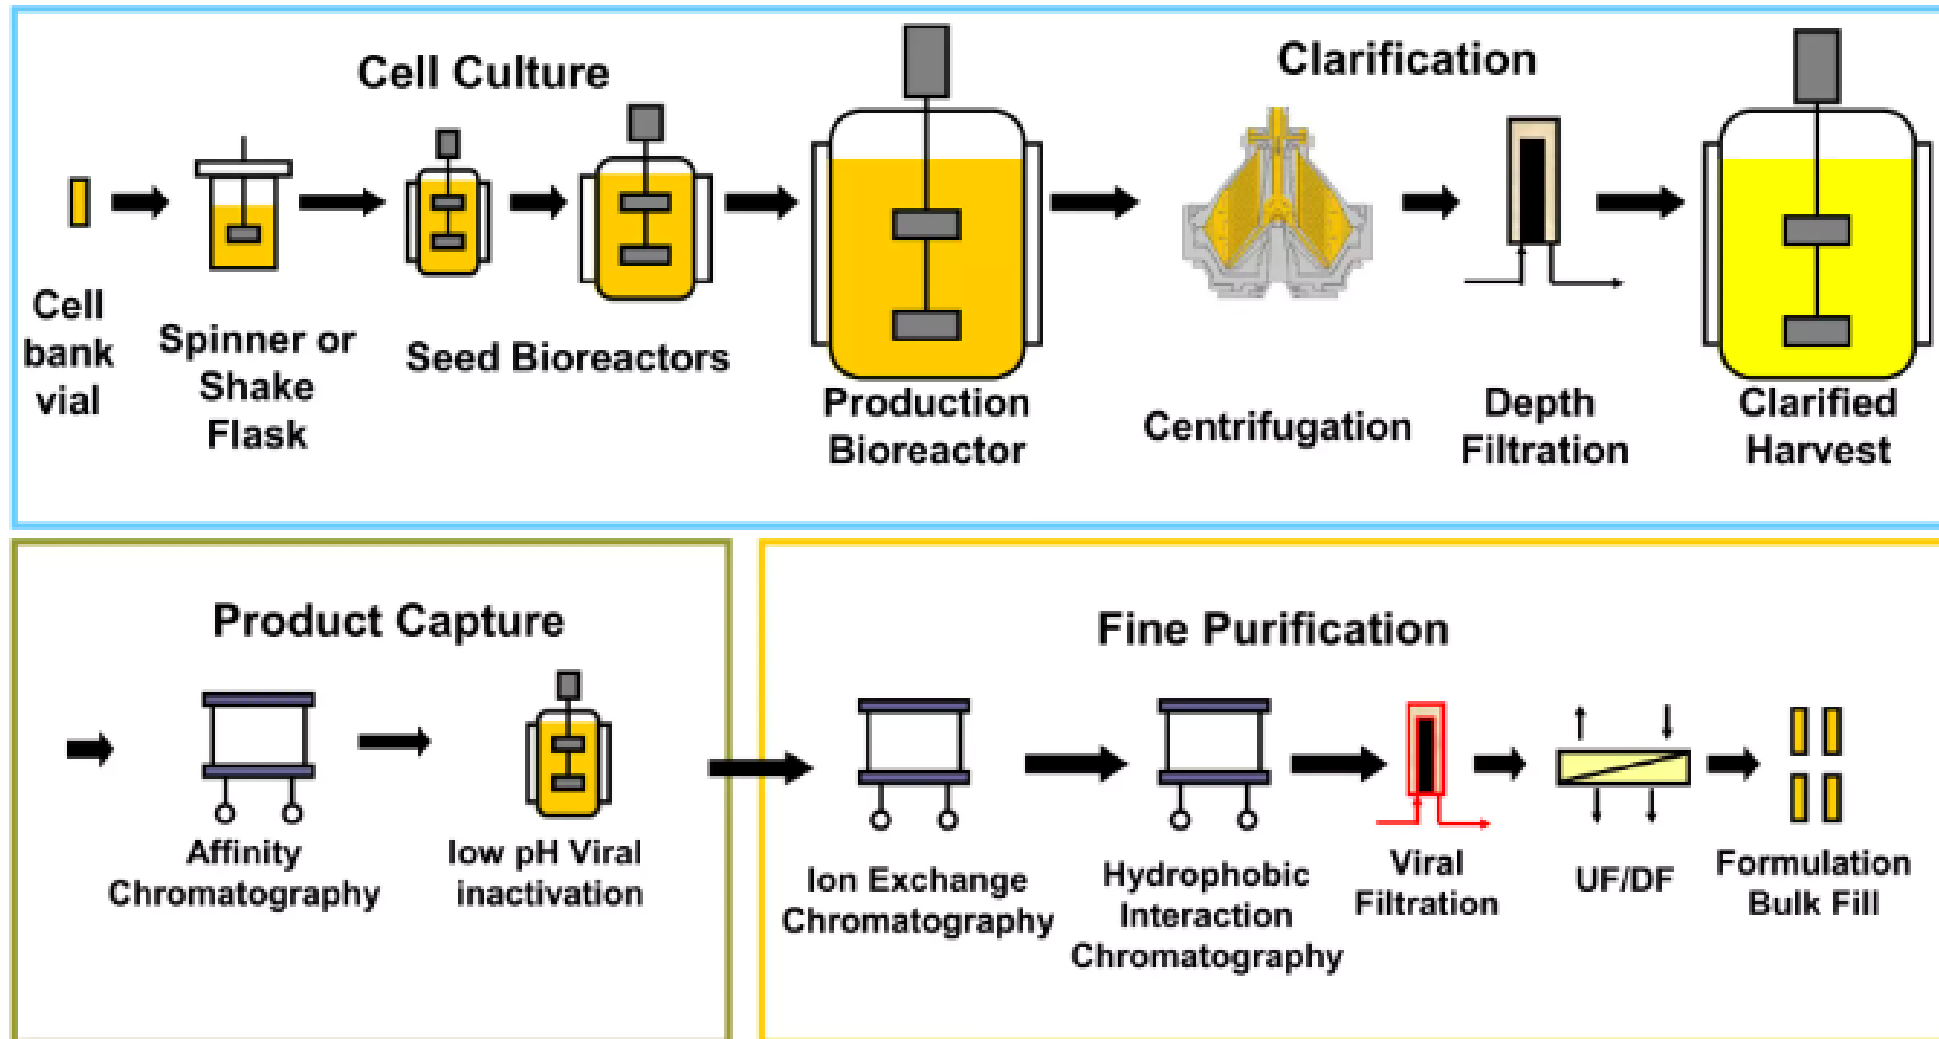 Cell Culture
Clarification
Cell
bank
vial
Spinner or
Shake
Flask
Seed Bioreactors
Production
Bioreactor
Centrifugation
Depth
Filtration
Clarified
Harvest
Product Capture
Affinity
Chromatography
low pH Viral
inactivation
Fine Purification
Ion Exchange
Chromatography
Hydrophobic
Interaction
Chromatography
Viral
Filtration
UF/DF
Formulation
Bulk Fill